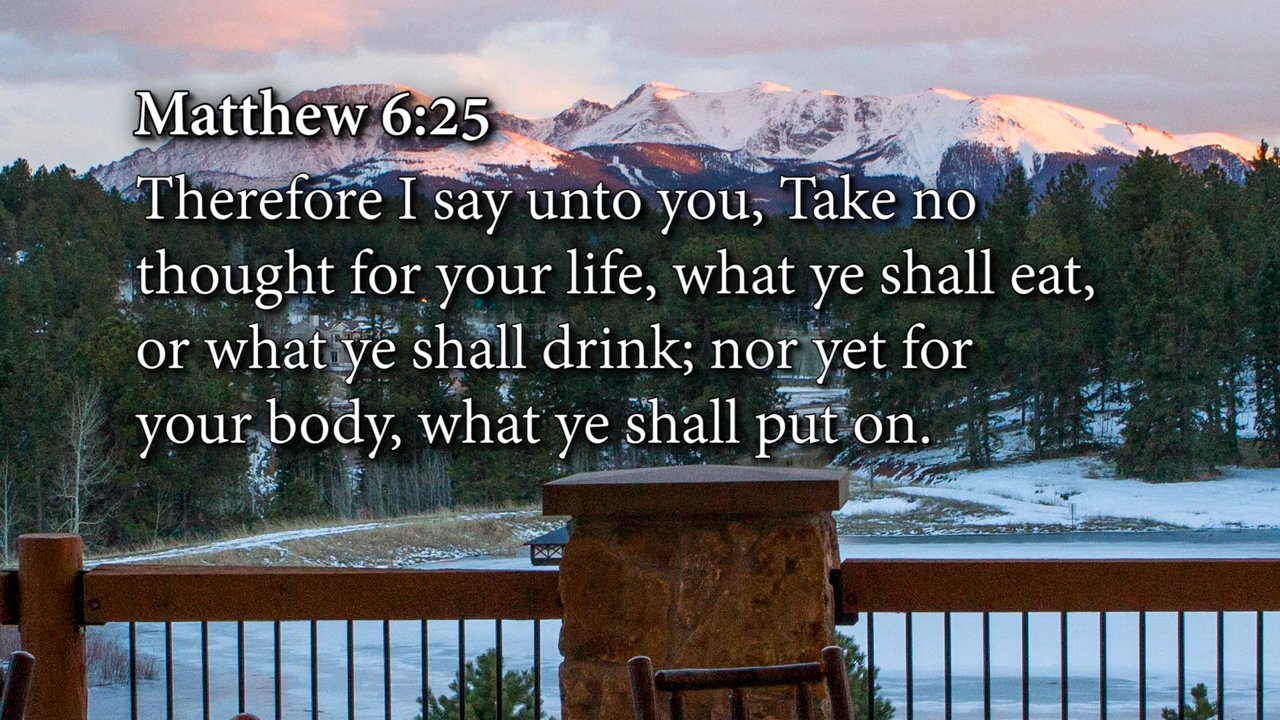 Matthew 6:25
Therefore I say unto you, Take no
thought for your life, what ye shall eat,
or what ye shall drink; nor yet for
your body, what ye shall put on.